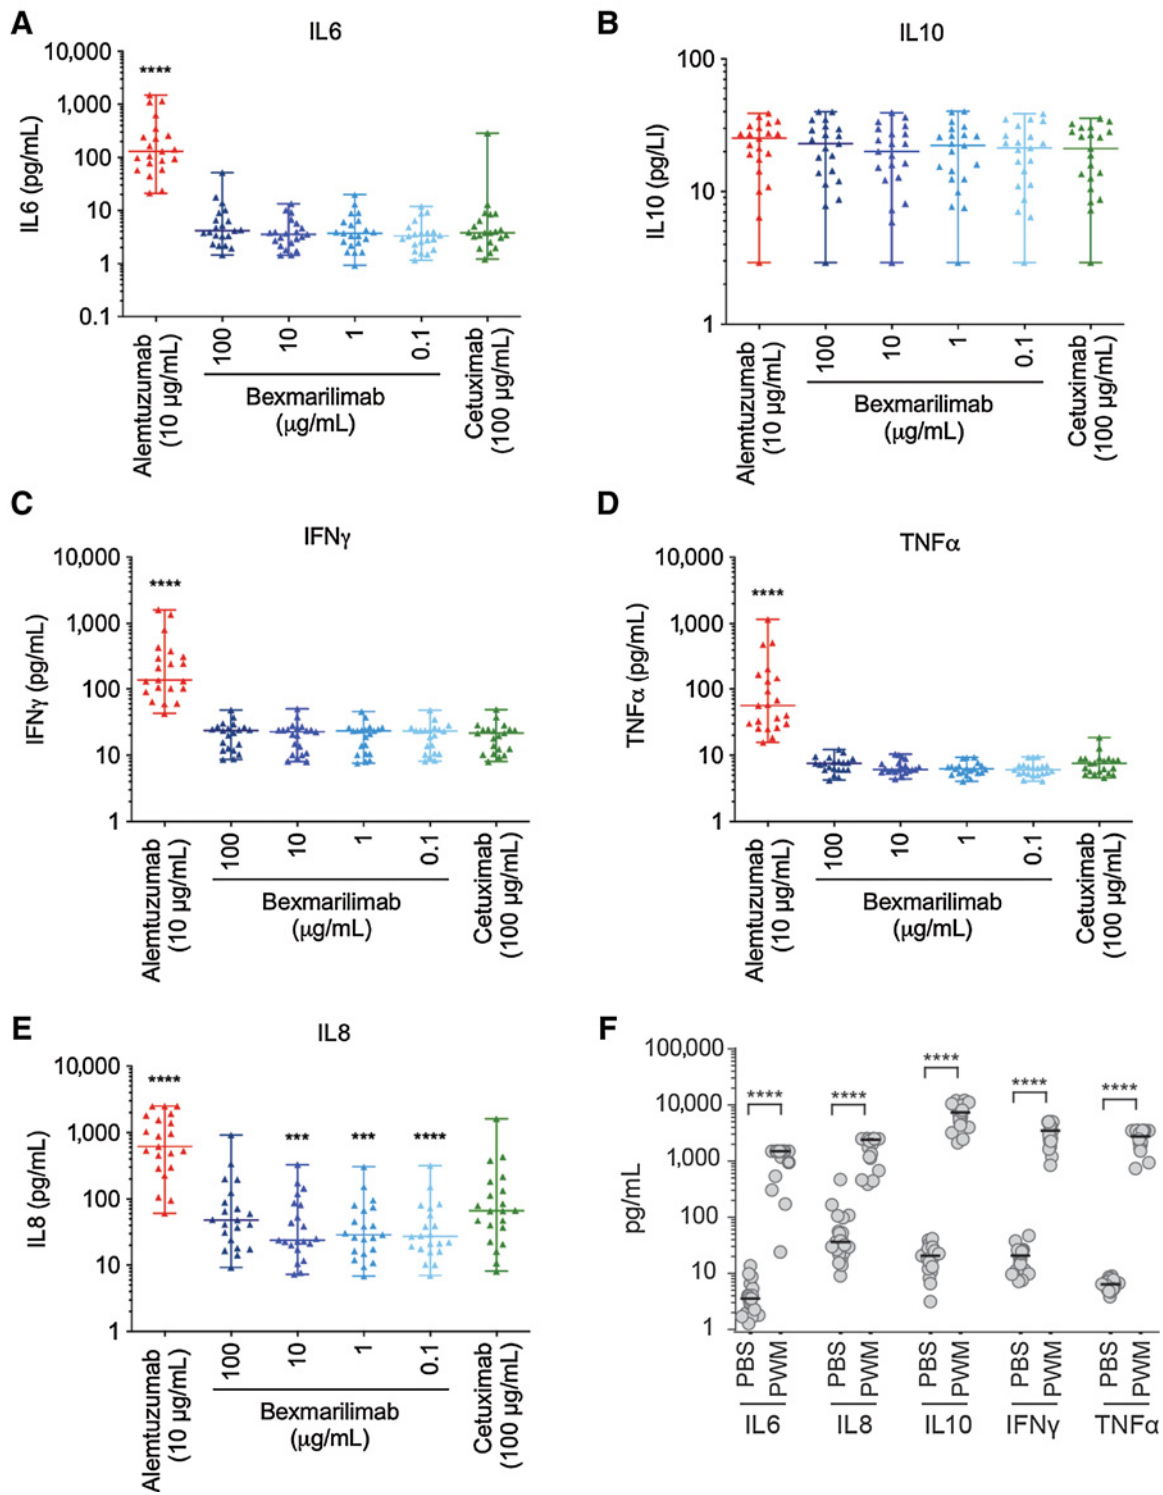 A
IL6
IL6 (pg/mL)
10,000
1,000
100
10
1
0.1
****
Alemtuzumab
(10 µg/mL)
100
10
1
0.1
Bexmarilimab
(µg/mL)
Cetuximab
(100 µg/mL)
B
IL10
IL10 (pg/LI)
100
10
1
Alemtuzumab
(10 µg/mL)
100
10
1
0.1
Bexmarilimab
(µg/mL)
Cetuximab
(100 µg/mL)
C
IFNγ
IFNγ (pg/mL)
10,000
1,000
100
10
1
****
Alemtuzumab
(10 µg/mL)
100
10
1
0.1
Bexmarilimab
(µg/mL)
Cetuximab
(100 µg/mL)
D
TNFα
TNFα (pg/mL)
10,000
1,000
100
10
1
****
Alemtuzumab
(10 µg/mL)
100
10
1
0.1
Bexmarilimab
(µg/mL)
Cetuximab
(100 µg/mL)
E
IL8
IL8 (pg/mL)
10,000
1,000
100
10
1
****
***
***
****
Alemtuzumab
(10 µg/mL)
100
10
1
0.1
Bexmarilimab
(µg/mL)
Cetuximab
(100 µg/mL)
F
pg/mL
100,000
10,000
1,000
100
10
1
****
****
****
****
****
PBS
PWM
PBS
PWM
PBS
PWM
PBS
PWM
PBS
PWM
IL6
IL8
IL10
IFNγ
TNFα